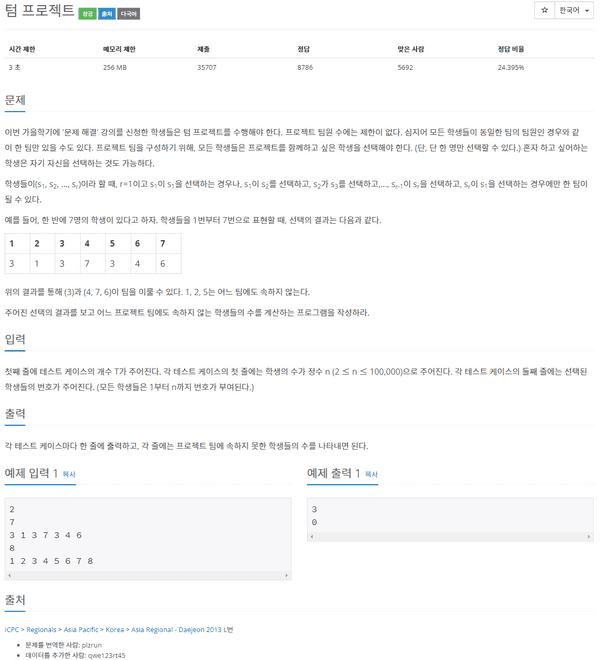 텀 프로젝트 성공 출처 다국어
☆ 한국어
시간 제한 메모리 제한 제출 정답 맞은 사람 정답 비율
3 초 256 MB 35707 8786 5692 24.395%
문제
이번 가을학기에 '문제 해결' 강의를 신청한 학생들은 텀 프로젝트를 수행해야 한다. 프로젝트 팀원 수에는 제한이 없다. 심지어 모든 학생들이 동일한 팀의 팀원인 경우와 같
이 한 팀만 있을 수도 있다. 프로젝트 팀을 구성하기 위해, 모든 학생들은 프로젝트를 함께하고 싶은 학생을 선택해야 한다. (단, 단 한 명만 선택할 수 있다.) 혼자 하고 싶어하는
학생은 자기 자신을 선택하는 것도 가능하다.
학생들이(s1, s2, ..., sr)이라 할 때, r=1이고 s1이 s1을 선택하는 경우나, s1이 s2를 선택하고, s2가 s3를 선택하고,..., sr-1이 sr을 선택하고, sr이 s1을 선택하는 경우에만 한 팀이
될 수 있다.
예를 들어, 한 반에 7명의 학생이 있다고 하자. 학생들을 1번부터 7번으로 표현할 때, 선택의 결과는 다음과 같다.
1 2 3 4 5 6 7
3 1 3 7 3 4 6
위의 결과를 통해 (3)과 (4, 7, 6)이 팀을 이룰 수 있다. 1, 2, 5는 어느 팀에도 속하지 않는다.
주어진 선택의 결과를 보고 어느 프로젝트 팀에도 속하지 않는 학생들의 수를 계산하는 프로그램을 작성하라.
입력
첫째 줄에 테스트 케이스의 개수 T가 주어진다. 각 테스트 케이스의 첫 줄에는 학생의 수가 정수 n (2 ≤ n ≤ 100,000)으로 주어진다. 각 테스트 케이스의 둘째 줄에는 선택된
학생들의 번호가 주어진다. (모든 학생들은 1부터 n까지 번호가 부여된다.)
출력
각 테스트 케이스마다 한 줄에 출력하고, 각 줄에는 프로젝트 팀에 속하지 못한 학생들의 수를 나타내면 된다.
예제 입력 1 복사
2
7
3 1 3 7 3 4 6
8
1 2 3 4 5 6 7 8
예제 출력 1 복사
3
0
출처
ICPC > Regionals > Asia Pacific > Korea > Asia Regional - Daejeon 2013 L번
문제를 번역한 사람: plzrun
데이터를 추가한 사람: qwe123rt45